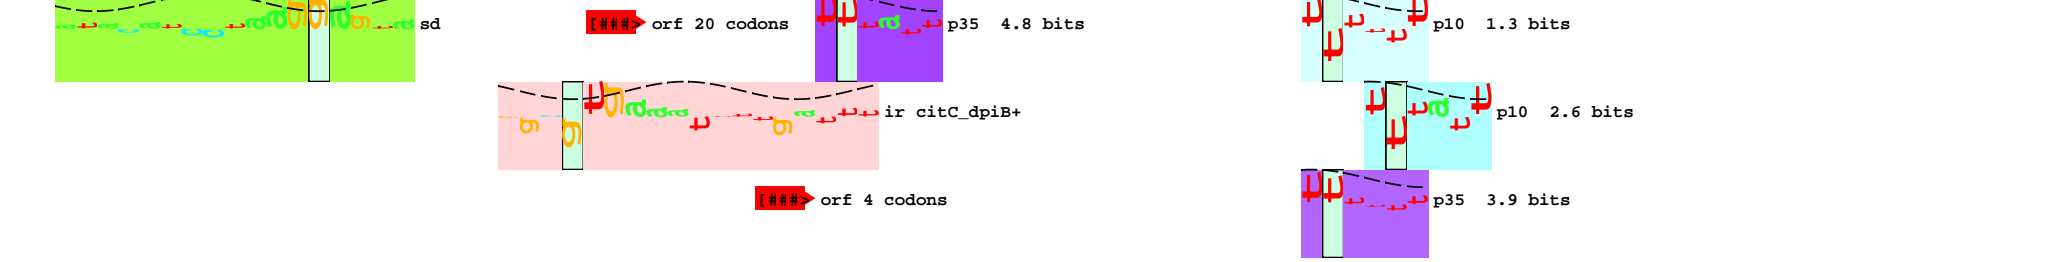 sd [###> orf 20 codons p35 4.8 bits p10 1.3 bits
ir citC_dpiB+ p10 2.6 bits
[###> orf 4 codons p35 3.9 bits